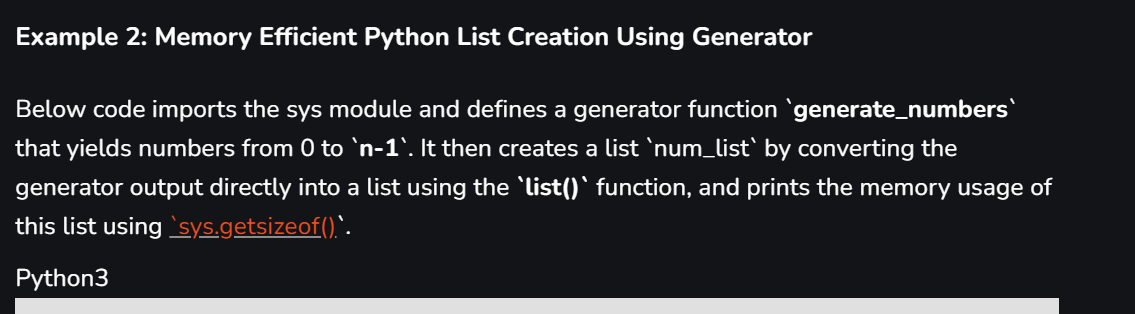 Example 2: Memory Efficient Python List Creation Using Generator
Below code imports the sys module and defines a generator function `generate_numbers`
that yields numbers from 0 to `n-1`. It then creates a list `num_list` by converting the
generator output directly into a list using the `list()` function, and prints the memory usage of
this list using `sys.getsizeof()`.
Python3